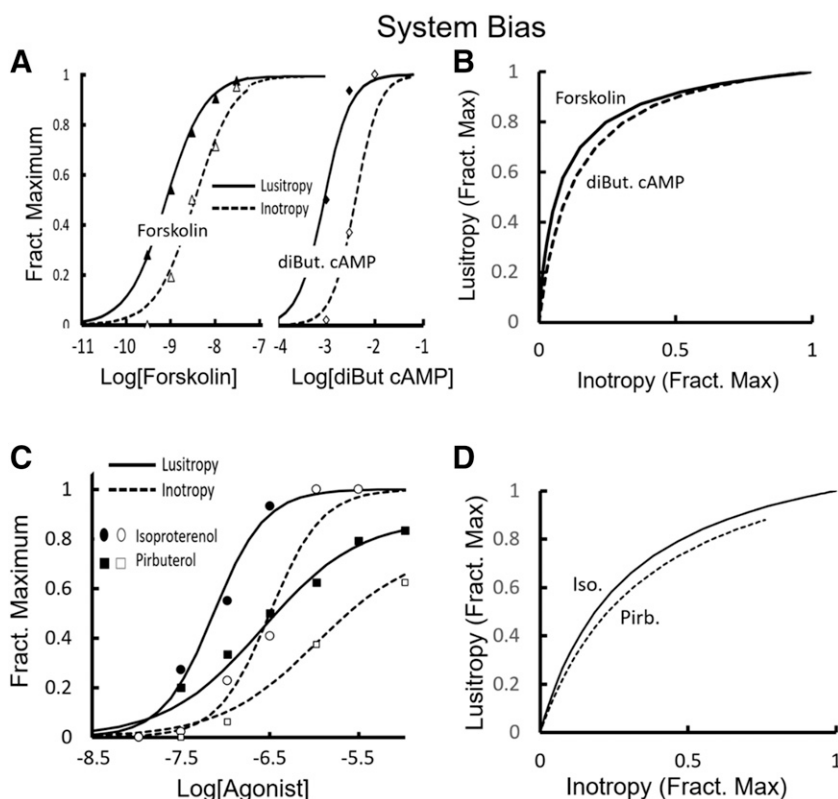 System Bias
A
Fract. Maximum
1
0.8
0.6
0.4
0.2
0
Forskolin
Lusitropy
Inotropy
diBut. cAMP
-11 -10 -9 -8 -7
-4 -3 -2 -1
Log[Forskolin]
Log[diBut cAMP]
B
Lusitropy (Fract. Max)
1
0.8
0.6
0.4
0.2
0
Forskolin
diBut. cAMP
0 0.5 1
Inotropy (Fract. Max)
C
Lusitropy
Inotropy
Isoproterenol
Pirbuterol
Fract. Maximum
1
0.8
0.6
0.4
0.2
0
-8.5 -7.5 -6.5 -5.5
Log[Agonist]
D
Lusitropy (Fract. Max)
1
0.8
0.6
0.4
0.2
0
Iso.
Pirb.
0 0.5 1
Inotropy (Fract. Max)